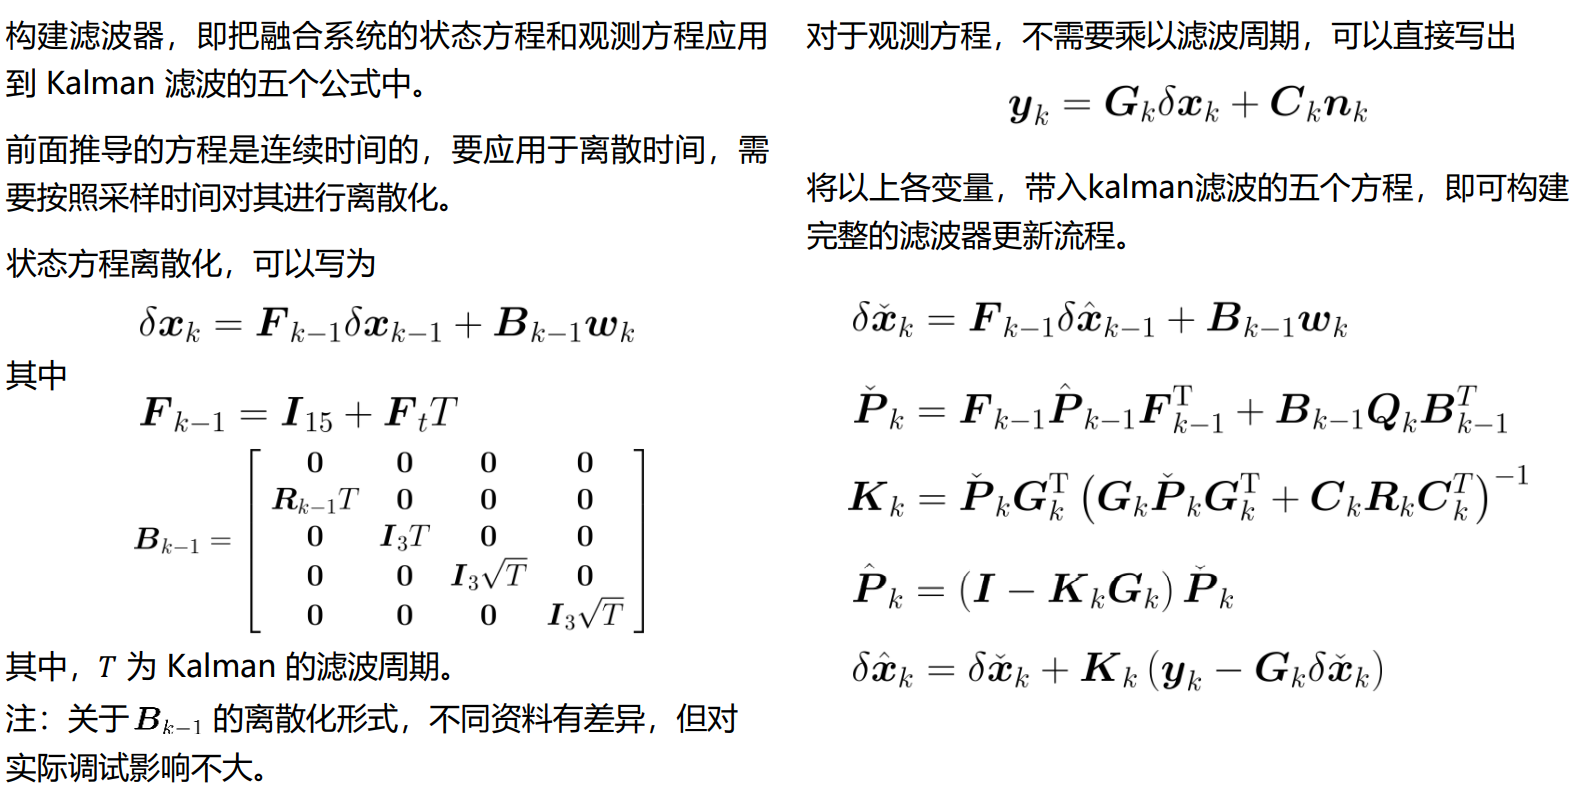 构建滤波器，即把融合系统的状态方程和观测方程应用
到 Kalman 滤波的五个公式中。
前面推导的方程是连续时间的，要应用于离散时间，需
要按照采样时间对其进行离散化。
状态方程离散化，可以写为
$\delta \boldsymbol{x}_k = \boldsymbol{F}_{k-1} \delta \boldsymbol{x}_{k-1} + \boldsymbol{B}_{k-1} \boldsymbol{w}_k$
其中
$\boldsymbol{F}_{k-1} = \boldsymbol{I}_{15} + \boldsymbol{F}_t T$
$\boldsymbol{B}_{k-1} = \begin{bmatrix} \boldsymbol{0} & \boldsymbol{0} & \boldsymbol{0} & \boldsymbol{0} \\ \boldsymbol{R}_{k-1}T & \boldsymbol{0} & \boldsymbol{0} & \boldsymbol{0} \\ \boldsymbol{0} & \boldsymbol{I}_3 T & \boldsymbol{0} & \boldsymbol{0} \\ \boldsymbol{0} & \boldsymbol{0} & \boldsymbol{I}_3 \sqrt{T} & \boldsymbol{0} \\ \boldsymbol{0} & \boldsymbol{0} & \boldsymbol{0} & \boldsymbol{I}_3 \sqrt{T} \end{bmatrix}$
其中，$T$ 为 Kalman 的滤波周期。
注：关于 $\boldsymbol{B}_{k-1}$ 的离散化形式，不同资料有差异，但对
实际调试影响不大。
对于观测方程，不需要乘以滤波周期，可以直接写出
$\boldsymbol{y}_k = \boldsymbol{G}_k \delta \boldsymbol{x}_k + \boldsymbol{C}_k \boldsymbol{n}_k$
将以上各变量，带入kalman滤波的五个方程，即可构建
完整的滤波器更新流程。
$\delta \check{\boldsymbol{x}}_k = \boldsymbol{F}_{k-1} \delta \hat{\boldsymbol{x}}_{k-1} + \boldsymbol{B}_{k-1} \boldsymbol{w}_k$
$\check{\boldsymbol{P}}_k = \boldsymbol{F}_{k-1} \hat{\boldsymbol{P}}_{k-1} \boldsymbol{F}_{k-1}^{\mathrm{T}} + \boldsymbol{B}_{k-1} \boldsymbol{Q}_k \boldsymbol{B}_{k-1}^{T}$
$\boldsymbol{K}_k = \check{\boldsymbol{P}}_k \boldsymbol{G}_k^{\mathrm{T}} \left( \boldsymbol{G}_k \check{\boldsymbol{P}}_k \boldsymbol{G}_k^{\mathrm{T}} + \boldsymbol{C}_k \boldsymbol{R}_k \boldsymbol{C}_k^{T} \right)^{-1}$
$\hat{\boldsymbol{P}}_k = \left( \boldsymbol{I} - \boldsymbol{K}_k \boldsymbol{G}_k \right) \check{\boldsymbol{P}}_k$
$\delta \hat{\boldsymbol{x}}_k = \delta \check{\boldsymbol{x}}_k + \boldsymbol{K}_k \left( \boldsymbol{y}_k - \boldsymbol{G}_k \delta \check{\boldsymbol{x}}_k \right)$